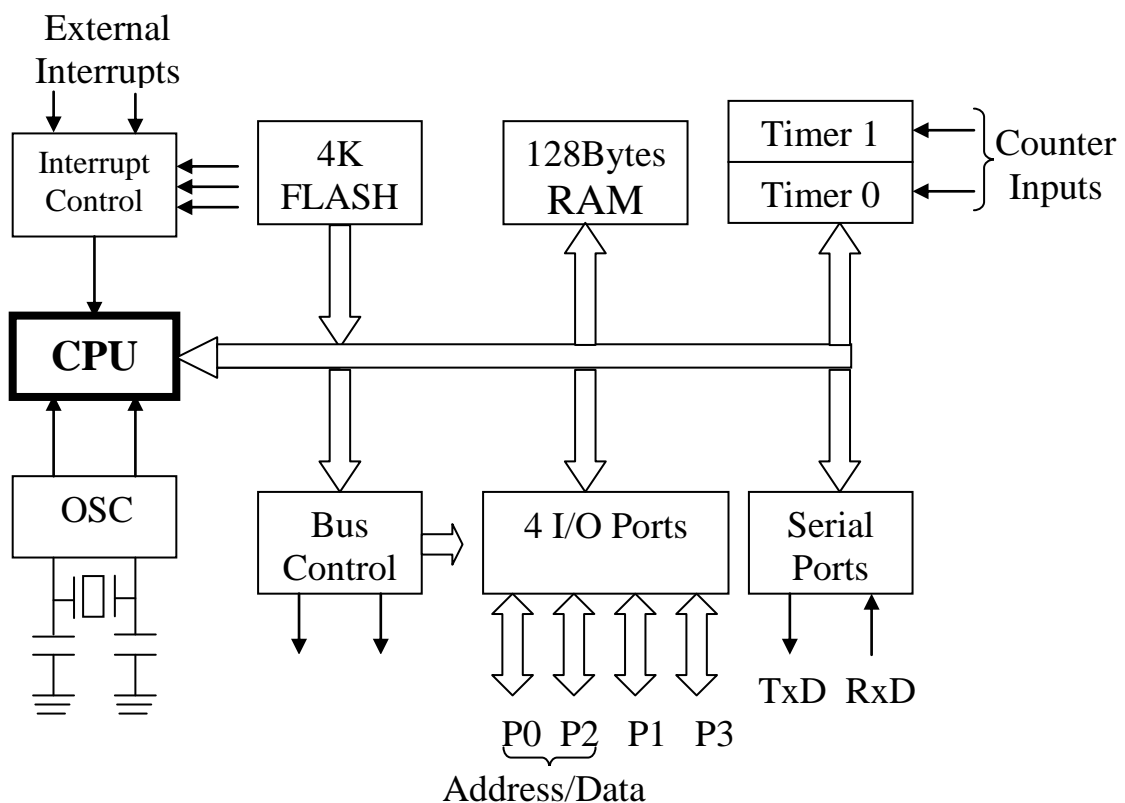 External
Interrupts
Interrupt
Control
4K
FLASH
128Bytes
RAM
Timer 1
Timer 0
Counter
Inputs
CPU
OSC
Bus
Control
4 I/O Ports
Serial
Ports
TxD RxD
P0 P2 P1 P3
Address/Data